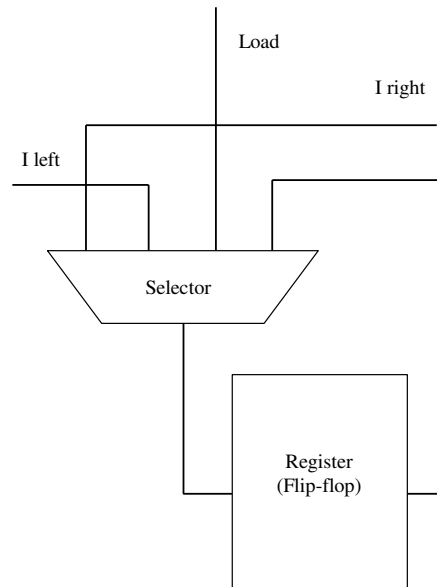 Load
I right
I left
Selector
Register
(Flip-flop)